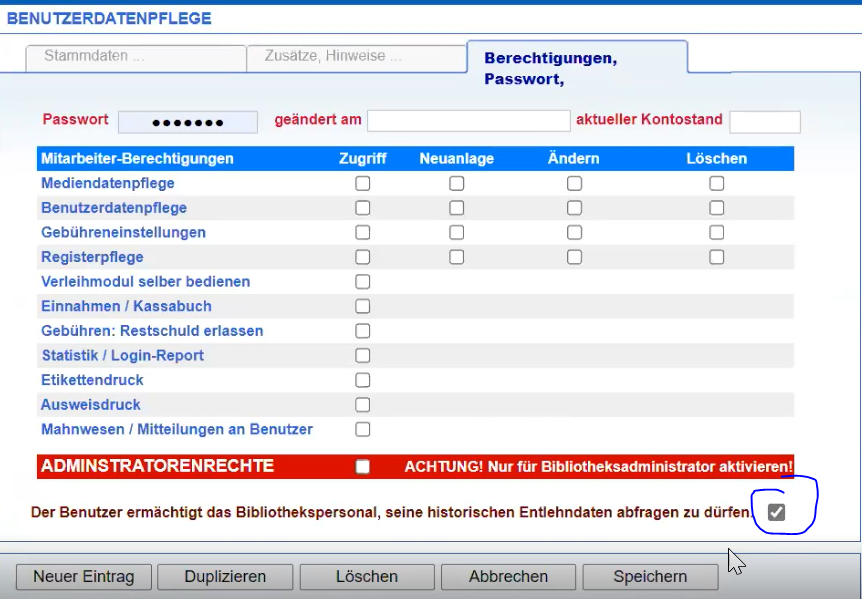 BENUTZERDATENPFLEGE
Stammdaten ...
Zusätze, Hinweise ...
Berechtigungen,
Passwort,
Passwort ●●●●●●● geändert am aktueller Kontostand
Mitarbeiter-Berechtigungen Zugriff Neuanlage Ändern Löschen
Mediendatenpflege
Benutzerdatenpflege
Gebühreneinstellungen
Registerpflege
Verleihmodul selber bedienen
Einnahmen / Kassabuch
Gebühren: Restschuld erlassen
Statistik / Login-Report
Etikettendruck
Ausweisdruck
Mahnwesen / Mitteilungen an Benutzer
ADMINSTRATORENRECHTE ACHTUNG! Nur für Bibliotheksadministrator aktivieren!
Der Benutzer ermächtigt das Bibliothekspersonal, seine historischen Entlehndaten abfragen zu dürfen.
Neuer Eintrag Duplizieren Löschen Abbrechen Speichern